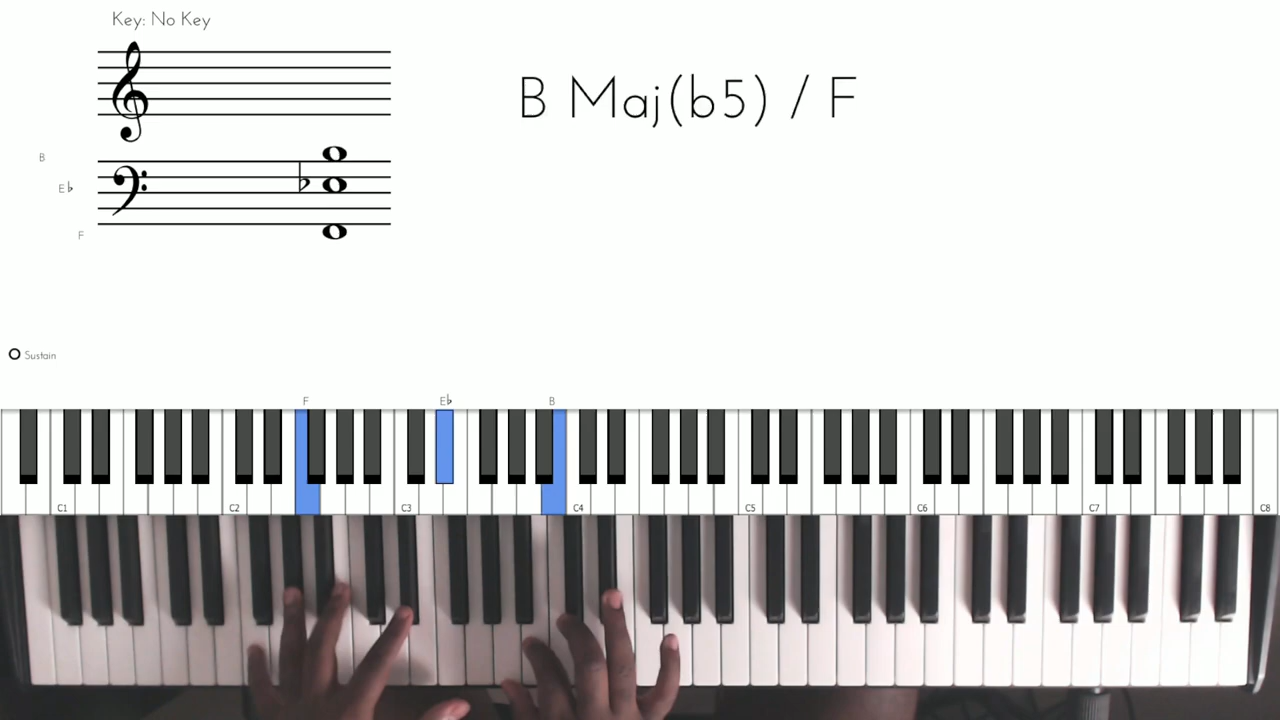 Key: No Key
B Maj(b5) / F
B
E♭
F
Sustain
F E♭ B
C1 C2 C3 C4 C5 C6 C7 C8